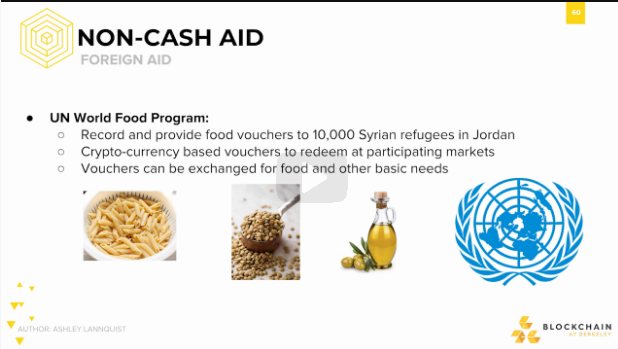 60
NON-CASH AID
FOREIGN AID
● UN World Food Program:
○ Record and provide food vouchers to 10,000 Syrian refugees in Jordan
○ Crypto-currency based vouchers to redeem at participating markets
○ Vouchers can be exchanged for food and other basic needs
AUTHOR: ASHLEY LANNQUIST
BLOCKCHAIN
AT BERKELEY